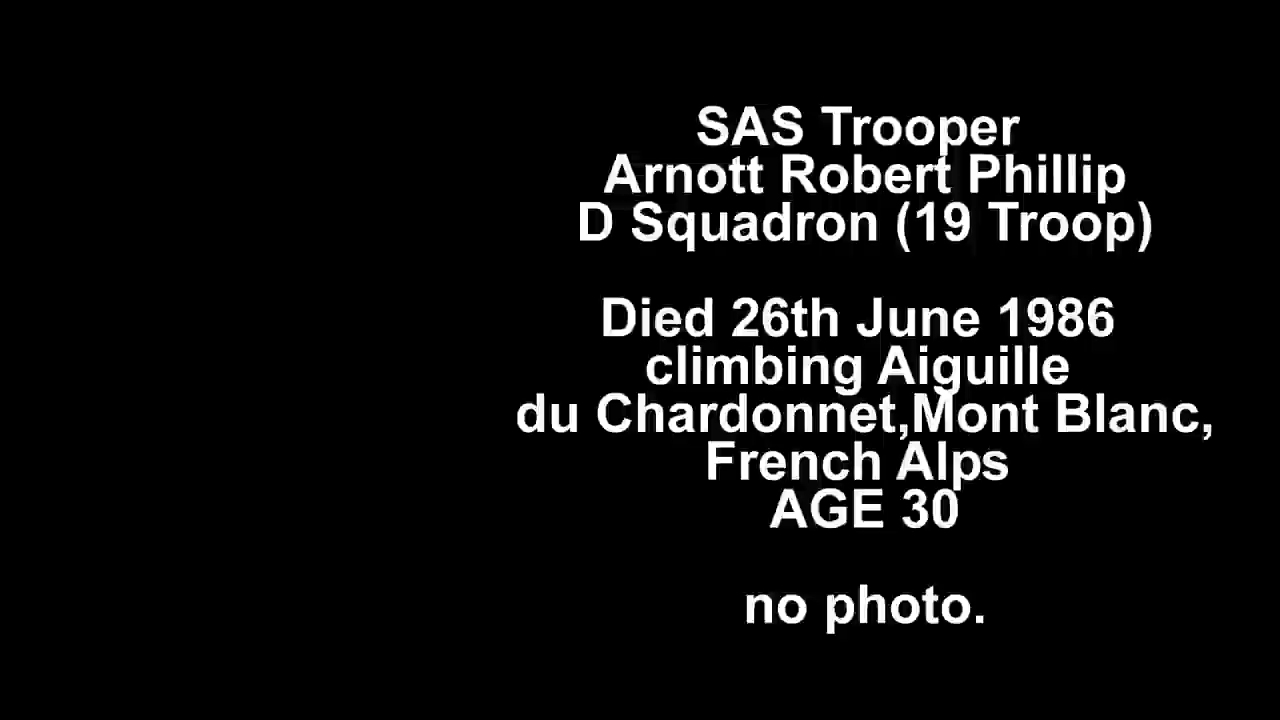 SAS Trooper
Arnott Robert Phillip
D Squadron (19 Troop)
Died 26th June 1986
climbing Aiguille
du Chardonnet,Mont Blanc,
French Alps
AGE 30
no photo.